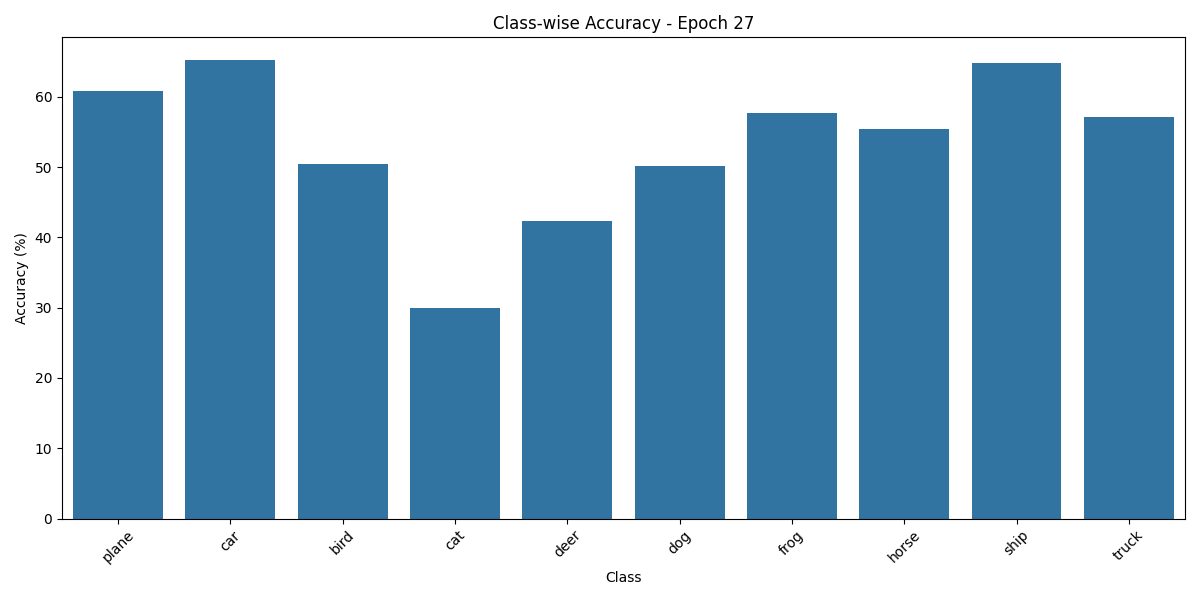 Class-wise Accuracy - Epoch 27
Accuracy (%)
60
50
40
30
20
10
0
plane
car
bird
cat
deer
dog
frog
horse
ship
truck
Class